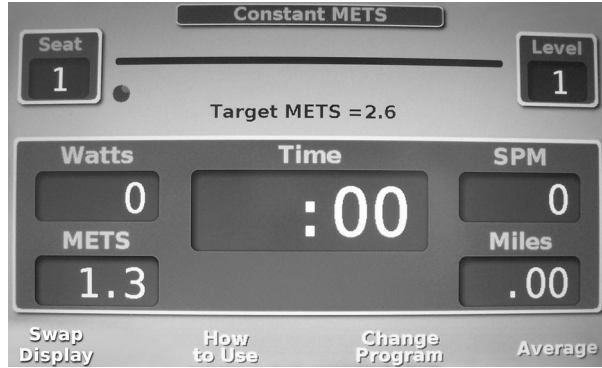 Constant METS
Seat
1
Level
1
Target METS =2.6
Watts
0
Time
:00
SPM
0
METS
1.3
Miles
.00
Swap
Display
How
to Use
Change
Program
Average